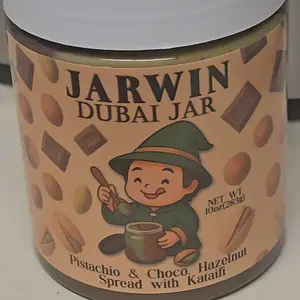 JARWIN
DUBAI JAR
NET WT.
10oz(283g)
Pistachio & Choco, Hazelnut
Spread with Kataifi